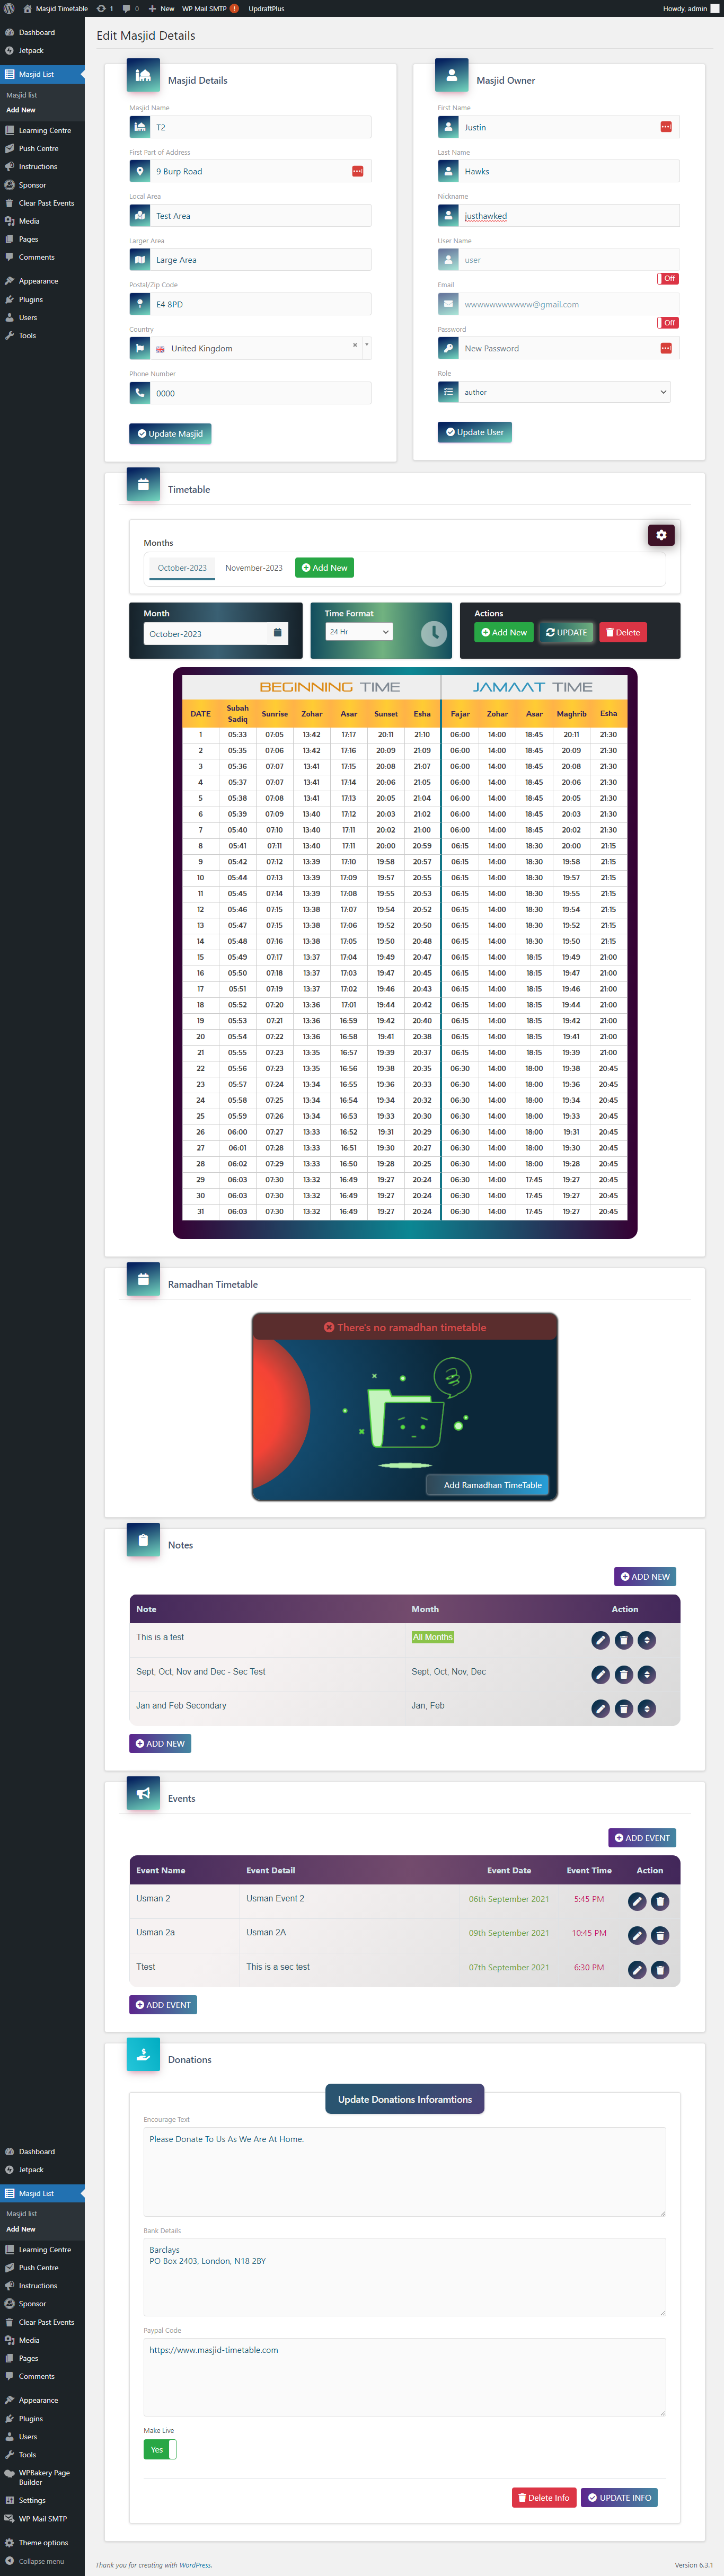 Masjid Timetable 1 0 New WP Mail SMTP ! UpdraftPlus Howdy, admin
Dashboard
Jetpack
Masjid List
Masjid list
Add New
Learning Centre
Push Centre
Instructions
Sponsor
Clear Past Events
Media
Pages
Comments
Appearance
Plugins
Users
Tools
Edit Masjid Details
Masjid Details
Masjid Name
T2
First Part of Address
9 Burp Road
Local Area
Test Area
Larger Area
Large Area
Postal/Zip Code
E4 8PD
Country
United Kingdom ×
Phone Number
0000
Update Masjid
Masjid Owner
First Name
Justin
Last Name
Hawks
Nickname
justhawked
User Name
user
Off
Email
wwwwwwwwwww@gmail.com
Off
Password
New Password
Role
author
Update User
Timetable
Months
October-2023 November-2023 Add New
Month
October-2023
Time Format
24 Hr
Actions
Add New UPDATE Delete
BEGINNING TIME JAMAAT TIME
DATE Subah Sadiq Sunrise Zohar Asar Sunset Esha Fajar Zohar Asar Maghrib Esha
1 05:33 07:05 13:42 17:17 20:11 21:10 06:00 14:00 18:45 20:11 21:30
2 05:35 07:06 13:42 17:16 20:09 21:09 06:00 14:00 18:45 20:09 21:30
3 05:36 07:07 13:41 17:15 20:08 21:07 06:00 14:00 18:45 20:08 21:30
4 05:37 07:07 13:41 17:14 20:06 21:05 06:00 14:00 18:45 20:06 21:30
5 05:38 07:08 13:41 17:13 20:05 21:04 06:00 14:00 18:45 20:05 21:30
6 05:39 07:09 13:40 17:12 20:03 21:02 06:00 14:00 18:45 20:03 21:30
7 05:40 07:10 13:40 17:11 20:02 21:00 06:00 14:00 18:45 20:02 21:30
8 05:41 07:11 13:40 17:11 20:00 20:59 06:15 14:00 18:30 20:00 21:15
9 05:42 07:12 13:39 17:10 19:58 20:57 06:15 14:00 18:30 19:58 21:15
10 05:44 07:13 13:39 17:09 19:57 20:55 06:15 14:00 18:30 19:57 21:15
11 05:45 07:14 13:39 17:08 19:55 20:53 06:15 14:00 18:30 19:55 21:15
12 05:46 07:15 13:38 17:07 19:54 20:52 06:15 14:00 18:30 19:54 21:15
13 05:47 07:15 13:38 17:06 19:52 20:50 06:15 14:00 18:30 19:52 21:15
14 05:48 07:16 13:38 17:05 19:50 20:48 06:15 14:00 18:30 19:50 21:15
15 05:49 07:17 13:37 17:04 19:49 20:47 06:15 14:00 18:15 19:49 21:00
16 05:50 07:18 13:37 17:03 19:47 20:45 06:15 14:00 18:15 19:47 21:00
17 05:51 07:19 13:37 17:02 19:46 20:43 06:15 14:00 18:15 19:46 21:00
18 05:52 07:20 13:36 17:01 19:44 20:42 06:15 14:00 18:15 19:44 21:00
19 05:53 07:21 13:36 16:59 19:42 20:40 06:15 14:00 18:15 19:42 21:00
20 05:54 07:22 13:36 16:58 19:41 20:38 06:15 14:00 18:15 19:41 21:00
21 05:55 07:23 13:35 16:57 19:39 20:37 06:15 14:00 18:15 19:39 21:00
22 05:56 07:23 13:35 16:56 19:38 20:35 06:30 14:00 18:00 19:38 20:45
23 05:57 07:24 13:34 16:55 19:36 20:33 06:30 14:00 18:00 19:36 20:45
24 05:58 07:25 13:34 16:54 19:34 20:32 06:30 14:00 18:00 19:34 20:45
25 05:59 07:26 13:34 16:53 19:33 20:30 06:30 14:00 18:00 19:33 20:45
26 06:00 07:27 13:33 16:52 19:31 20:29 06:30 14:00 18:00 19:31 20:45
27 06:01 07:28 13:33 16:51 19:30 20:27 06:30 14:00 18:00 19:30 20:45
28 06:02 07:29 13:33 16:50 19:28 20:25 06:30 14:00 18:00 19:28 20:45
29 06:03 07:30 13:32 16:49 19:27 20:24 06:30 14:00 17:45 19:27 20:45
30 06:03 07:30 13:32 16:49 19:27 20:24 06:30 14:00 17:45 19:27 20:45
31 06:03 07:30 13:32 16:49 19:27 20:24 06:30 14:00 17:45 19:27 20:45
Ramadhan Timetable
There's no ramadhan timetable
Add Ramadhan TimeTable
Notes
ADD NEW
Note Month Action
This is a test All Months
Sept, Oct, Nov and Dec - Sec Test Sept, Oct, Nov, Dec
Jan and Feb Secondary Jan, Feb
ADD NEW
Events
ADD EVENT
Event Name Event Detail Event Date Event Time Action
Usman 2 Usman Event 2 06th September 2021 5:45 PM
Usman 2a Usman 2A 09th September 2021 10:45 PM
Ttest This is a sec test 07th September 2021 6:30 PM
ADD EVENT
Donations
Update Donations Inforamtions
Encourage Text
Please Donate To Us As We Are At Home.
Bank Details
Barclays
PO Box 2403, London, N18 2BY
Paypal Code
https://www.masjid-timetable.com
Make Live
Yes
Delete Info UPDATE INFO
Dashboard
Jetpack
Masjid List
Masjid list
Add New
Learning Centre
Push Centre
Instructions
Sponsor
Clear Past Events
Media
Pages
Comments
Appearance
Plugins
Users
Tools
WPBakery Page
Builder
Settings
WP Mail SMTP
Theme options
Collapse menu
Thank you for creating with WordPress. Version 6.3.1